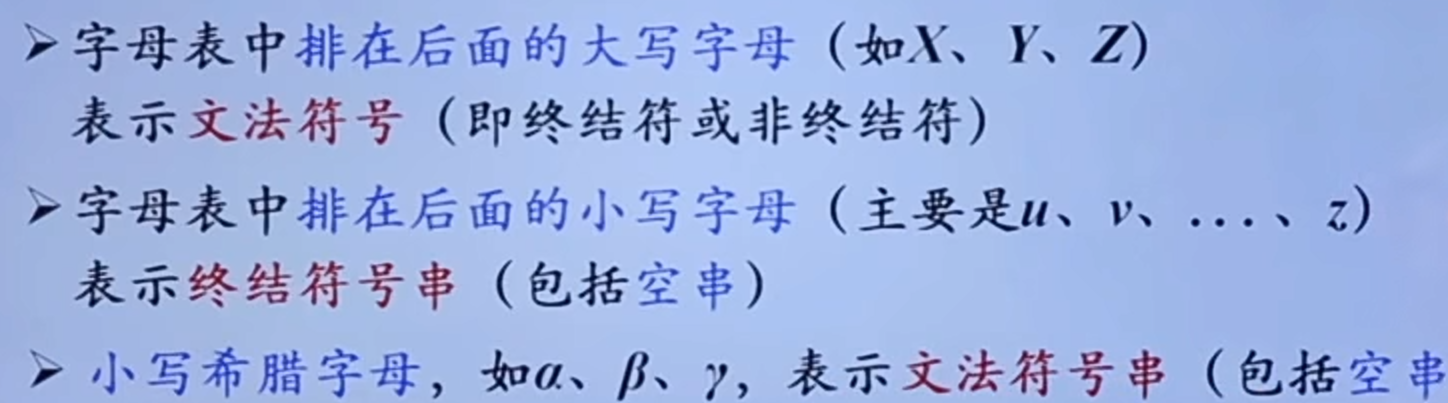 ➢字母表中排在后面的大写字母（如X、Y、Z）
表示文法符号（即终结符或非终结符）
➢字母表中排在后面的小写字母（主要是u、v、...、z）
表示终结符号串（包括空串）
➢小写希腊字母，如α、β、γ，表示文法符号串（包括空串